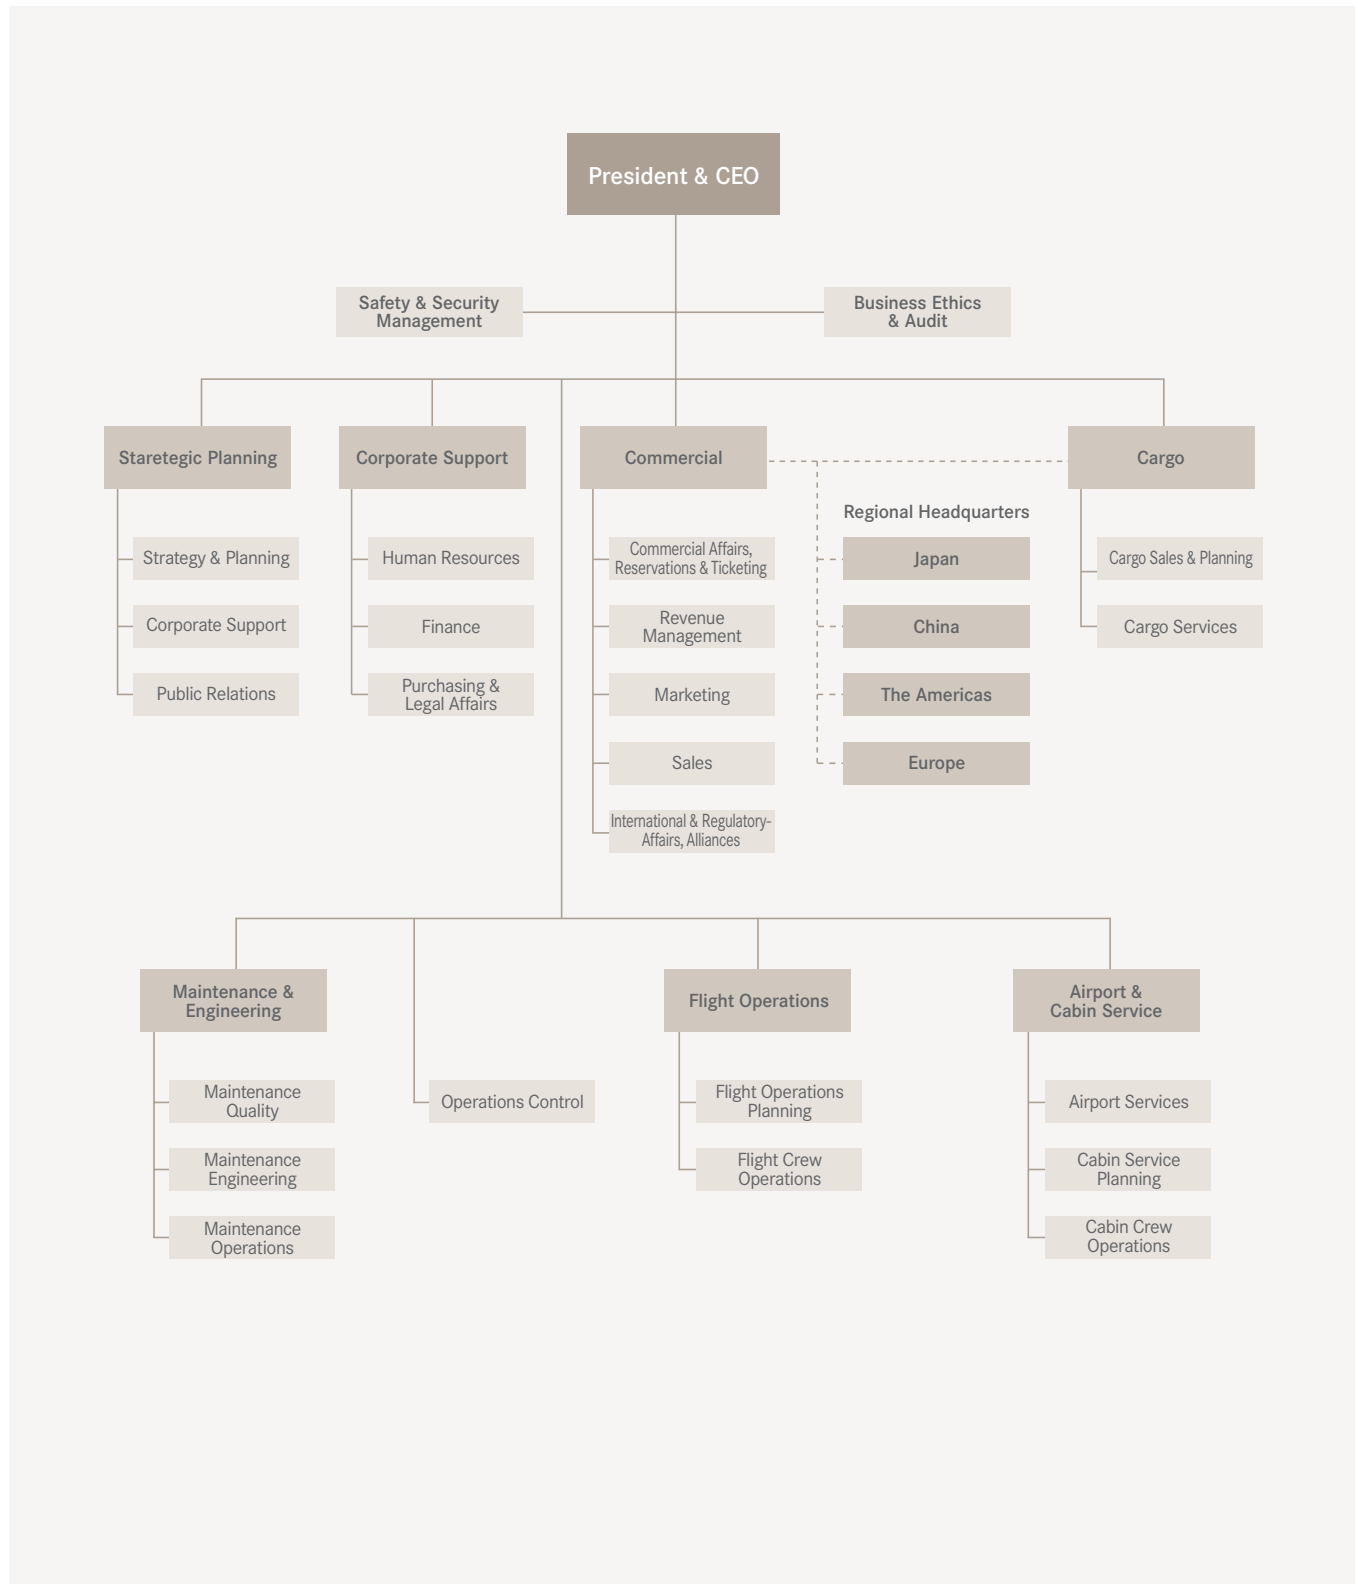 President & CEO
Safety & Security
Management
Business Ethics
& Audit
Staretegic Planning
Corporate Support
Commercial
Cargo
Strategy & Planning
Corporate Support
Public Relations
Human Resources
Finance
Purchasing &
Legal Affairs
Commercial Affairs,
Reservations & Ticketing
Revenue
Management
Marketing
Sales
International & Regulatory-
Affairs, Alliances
Regional Headquarters
Japan
China
The Americas
Europe
Cargo Sales & Planning
Cargo Services
Maintenance &
Engineering
Flight Operations
Airport &
Cabin Service
Maintenance
Quality
Maintenance
Engineering
Maintenance
Operations
Operations Control
Flight Operations
Planning
Flight Crew
Operations
Airport Services
Cabin Service
Planning
Cabin Crew
Operations